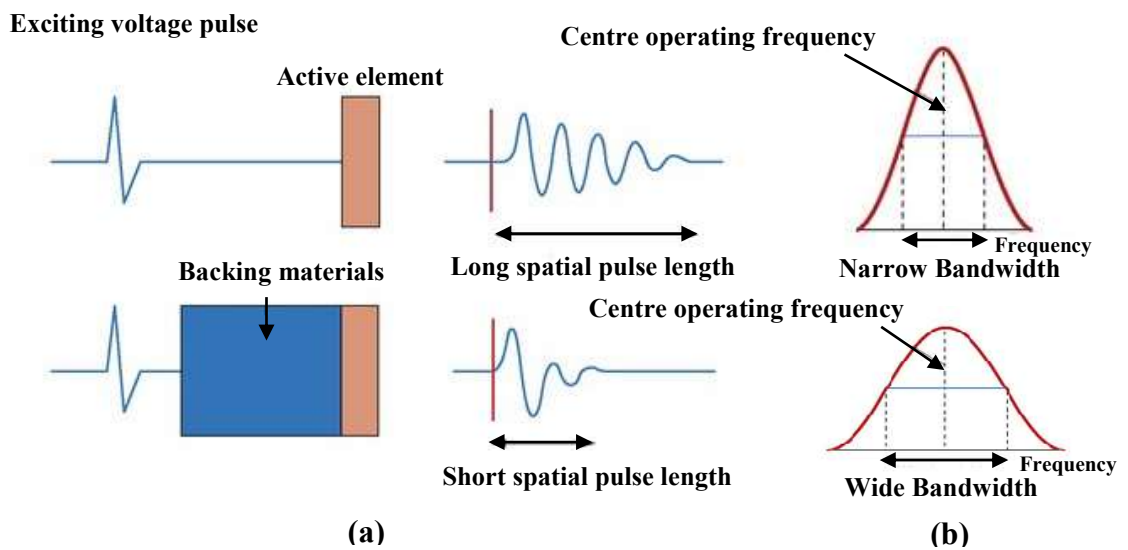 Exciting voltage pulse
Active element
Long spatial pulse length
Centre operating frequency
Frequency
Narrow Bandwidth
Backing materials
Short spatial pulse length
Centre operating frequency
Frequency
Wide Bandwidth
(a)
(b)